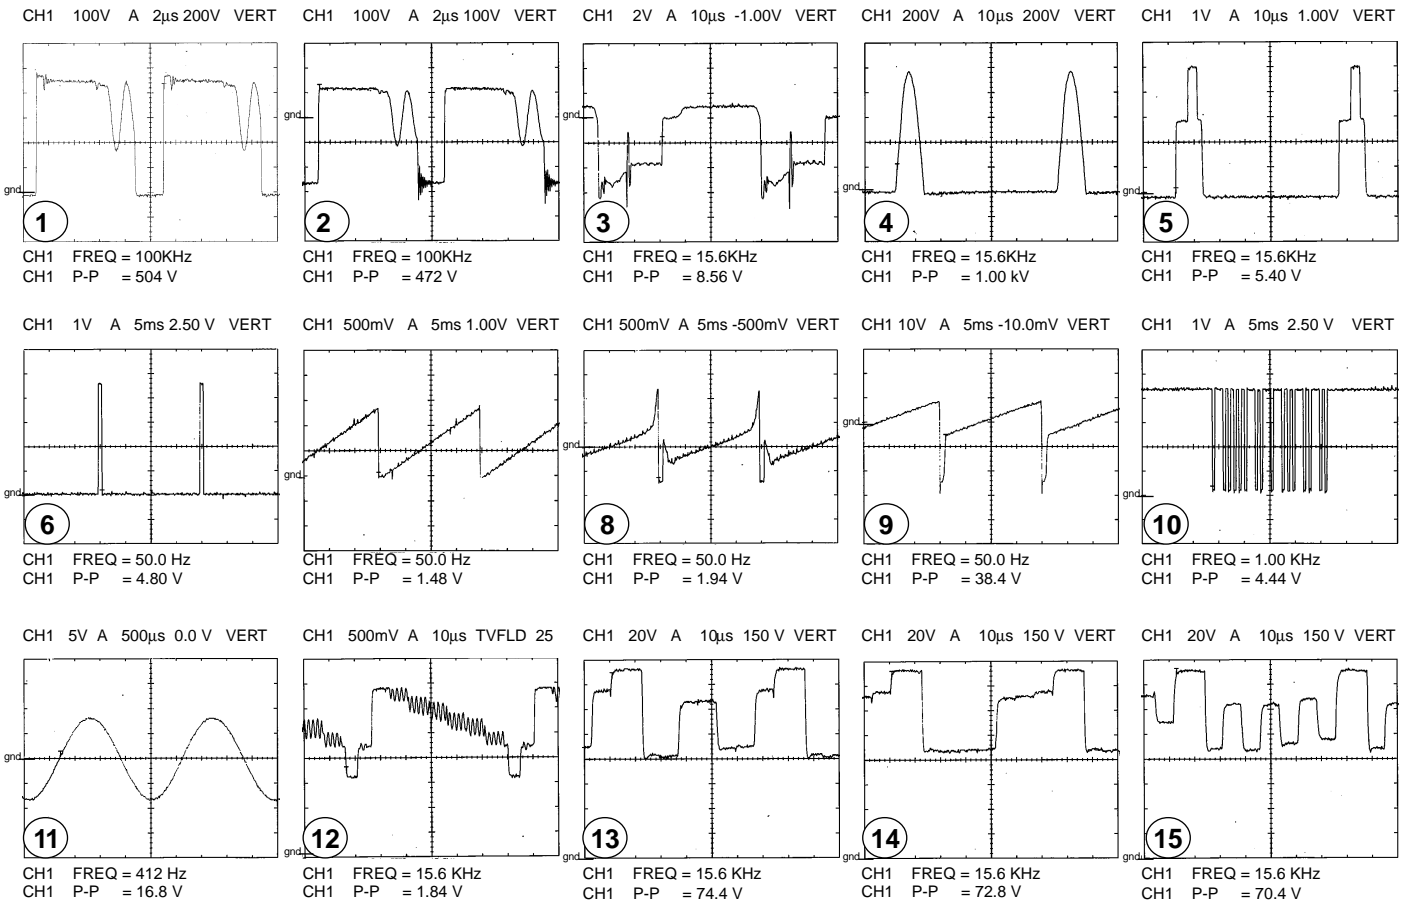 CH1 100V A 2µs 200V VERT
gnd
1
CH1 FREQ = 100KHz
CH1 P-P = 504 V
CH1 100V A 2µs 100V VERT
gnd
2
CH1 FREQ = 100KHz
CH1 P-P = 472 V
CH1 2V A 10µs -1.00V VERT
gnd
3
CH1 FREQ = 15.6KHz
CH1 P-P = 8.56 V
CH1 200V A 10µs 200V VERT
gnd
4
CH1 FREQ = 15.6KHz
CH1 P-P = 1.00 kV
CH1 1V A 10µs 1.00V VERT
gnd
5
CH1 FREQ = 15.6KHz
CH1 P-P = 5.40 V
CH1 1V A 5ms 2.50 V VERT
gnd
6
CH1 FREQ = 50.0 Hz
CH1 P-P = 4.80 V
CH1 500mV A 5ms 1.00V VERT
gnd
7
CH1 FREQ = 50.0 Hz
CH1 P-P = 1.48 V
CH1 500mV A 5ms -500mV VERT
gnd
8
CH1 FREQ = 50.0 Hz
CH1 P-P = 1.94 V
CH1 10V A 5ms -10.0mV VERT
gnd
9
CH1 FREQ = 50.0 Hz
CH1 P-P = 38.4 V
CH1 1V A 5ms 2.50 V VERT
gnd
10
CH1 FREQ = 1.00 KHz
CH1 P-P = 4.44 V
CH1 5V A 500µs 0.0 V VERT
gnd
11
CH1 FREQ = 412 Hz
CH1 P-P = 16.8 V
CH1 500mV A 10µs TVFLD 25
gnd
12
CH1 FREQ = 15.6 KHz
CH1 P-P = 1.84 V
CH1 20V A 10µs 150 V VERT
gnd
13
CH1 FREQ = 15.6 KHz
CH1 P-P = 74.4 V
CH1 20V A 10µs 150 V VERT
gnd
14
CH1 FREQ = 15.6 KHz
CH1 P-P = 72.8 V
CH1 20V A 10µs 150 V VERT
gnd
15
CH1 FREQ = 15.6 KHz
CH1 P-P = 70.4 V